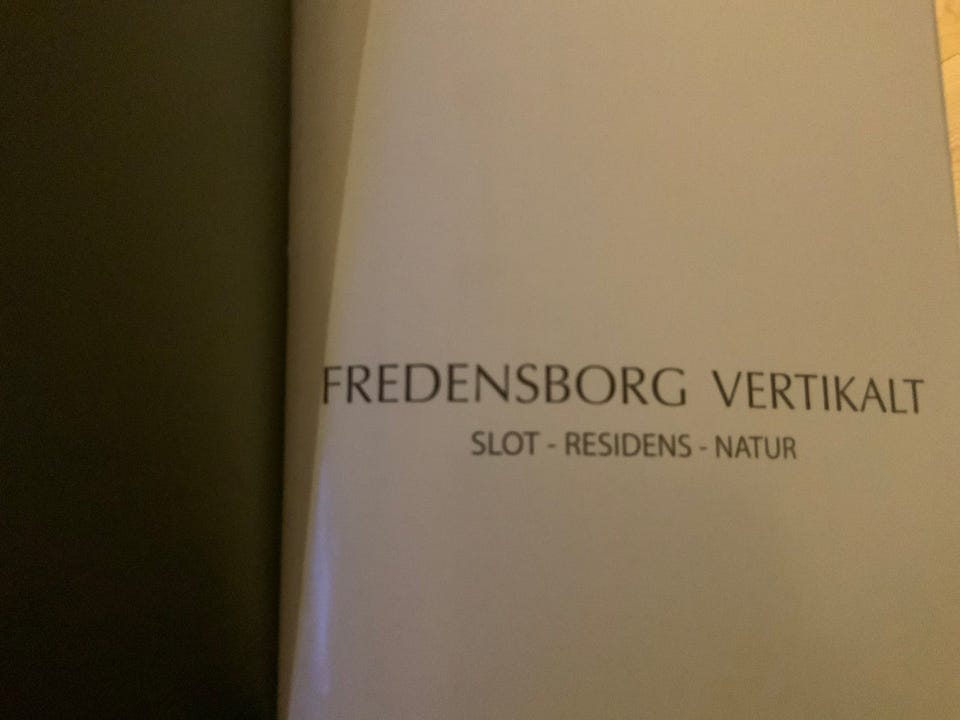 FREDENSBORG VERTIKALT
SLOT - RESIDENS - NATUR